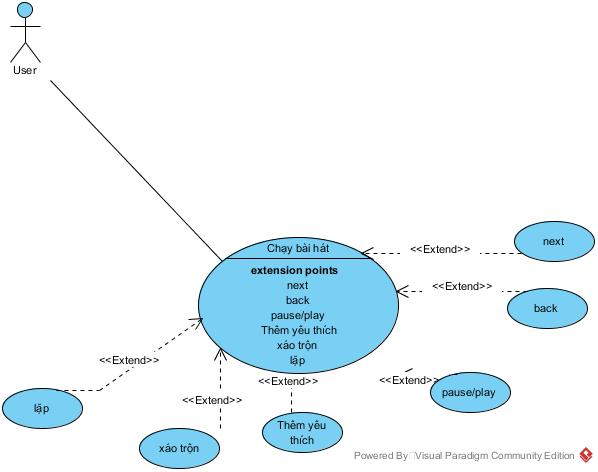 User
Chạy bài hát
extension points
next
back
pause/play
Thêm yêu thích
xáo trộn
lặp
<<Extend>>
next
<<Extend>>
back
<<Extend>>
pause/play
<<Extend>>
Thêm yêu
thích
<<Extend>>
xáo trộn
<<Extend>>
lặp
Powered By Visual Paradigm Community Edition